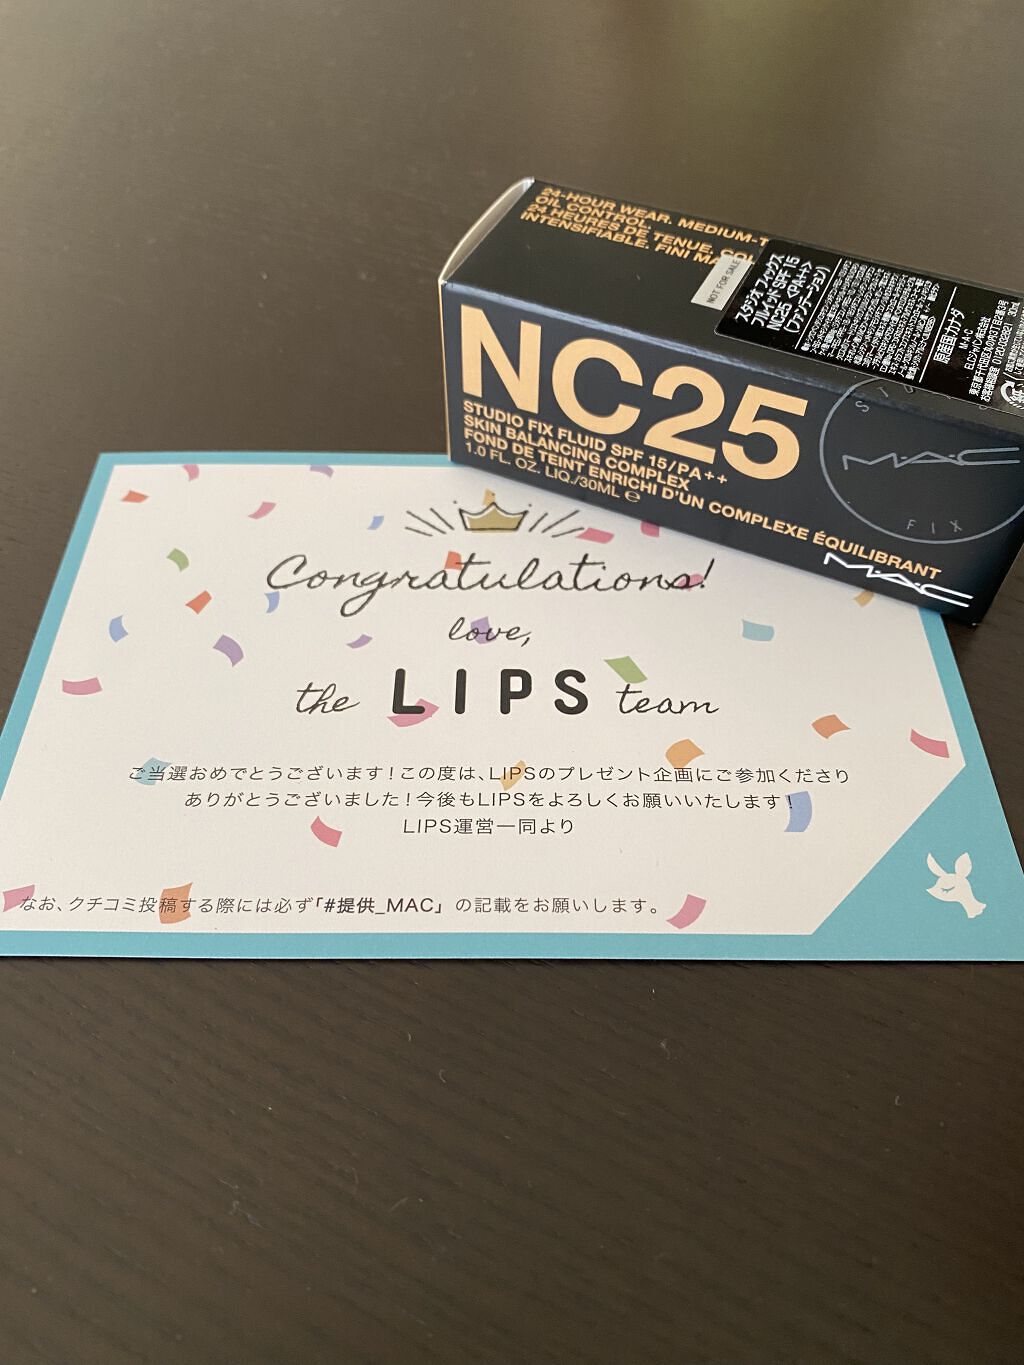 24-HOUR WEAR. MEDIUM-T
OIL CONTROL.
24 HEURES DE TENUE.
INTENSIFIABLE. FINI
NOT FOR SALE
スタジオ フィックス
フルイッド SPF 15
NC25 <PA++>
(ファンデーション)
原産国カナダ
M・A・C
30mL
NC25
STUDIO FIX FLUID SPF 15/PA++
SKIN BALANCING COMPLEX
FOND DE TEINT ENRICHI D'UN COMPLEXE ÉQUILIBRANT
1.0 FL. OZ. LIQ./30ML ℮
MAC
FIX
MAC
Congratulations!
love,
the LIPS team
ご当選おめでとうございます!この度は、LIPSのプレゼント企画にご参加くださり
ありがとうございました!今後もLIPSをよろしくお願いいたします!
LIPS運営一同より
なお、クチコミ投稿する際には必ず「#提供_MAC」の記載をお願いします。